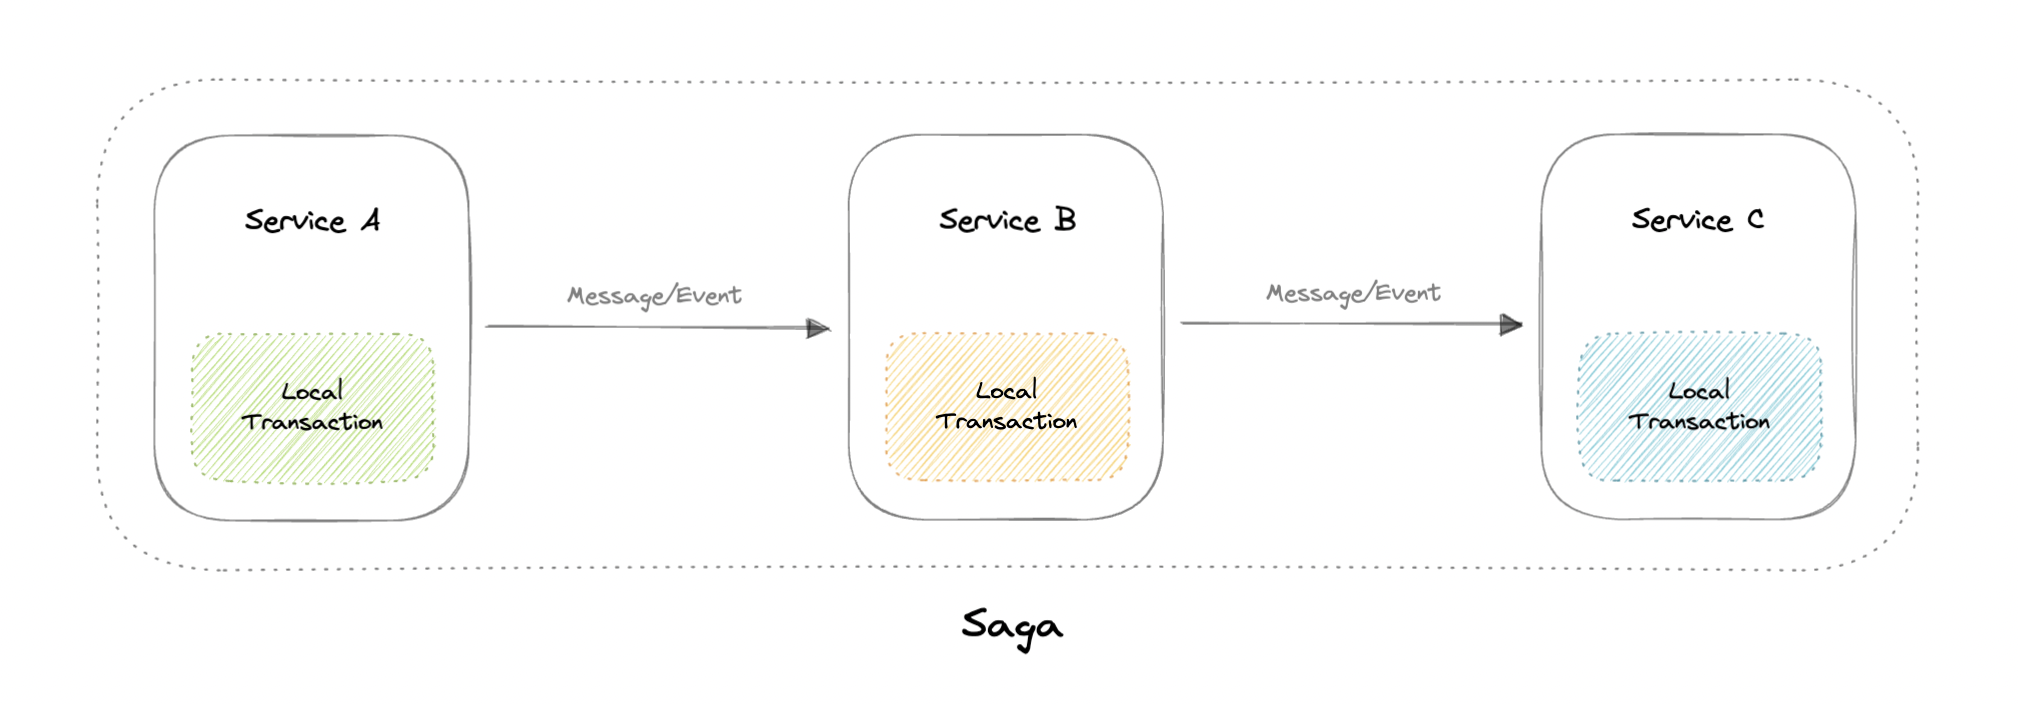 Service A
Message/Event
Service B
Message/Event
Service C
Local
Transaction
Local
Transaction
Local
Transaction
Saga